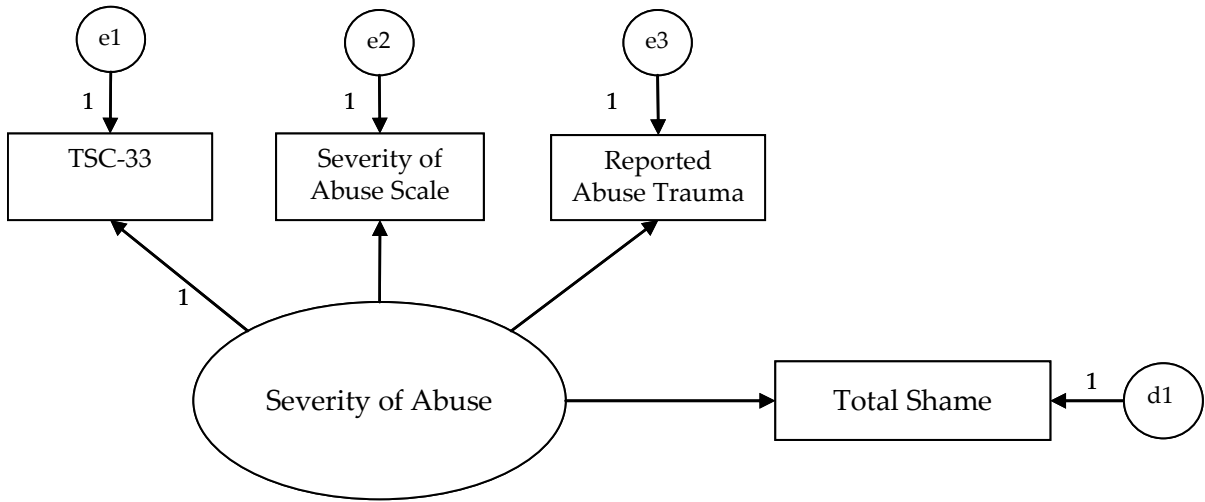 e1
e2
e3
1
1
1
TSC-33
Severity of
Abuse Scale
Reported
Abuse Trauma
1
Severity of Abuse
Total Shame
1
d1